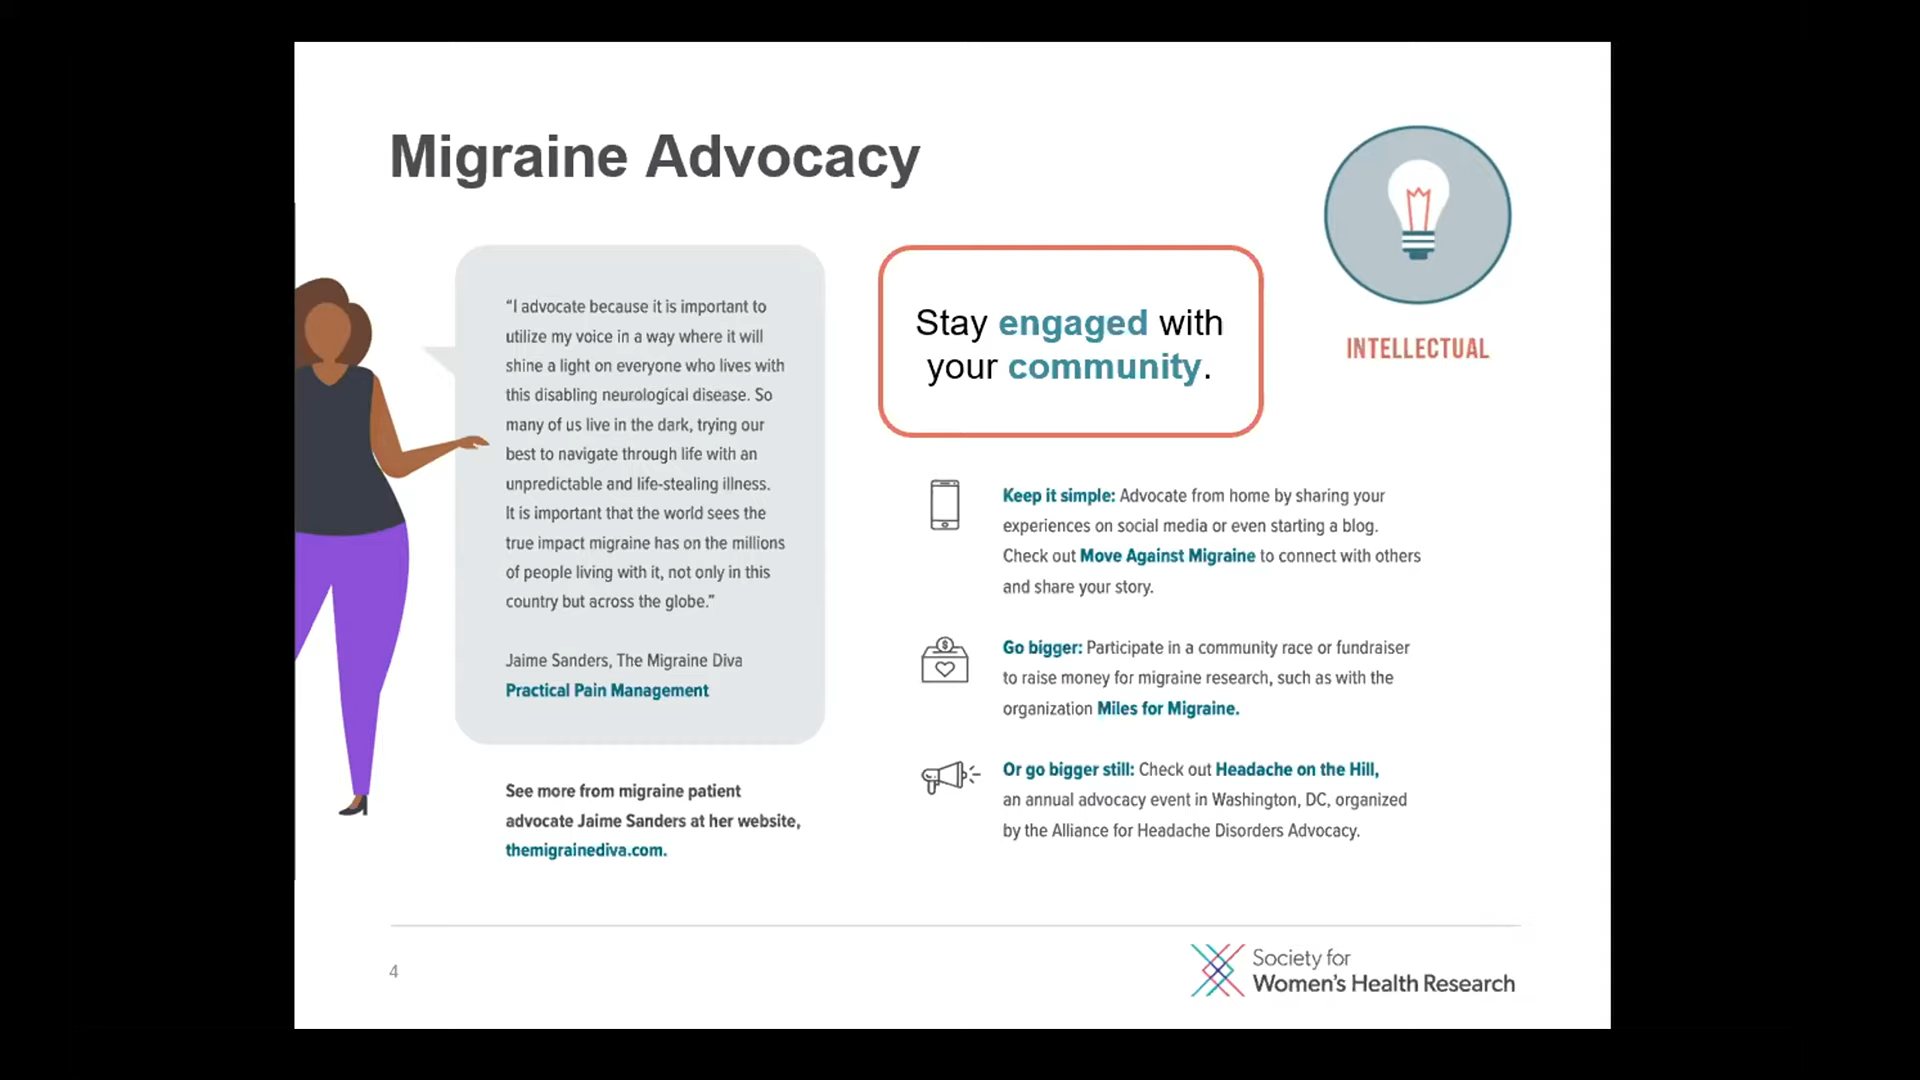 Migraine Advocacy
“I advocate because it is important to
utilize my voice in a way where it will
shine a light on everyone who lives with
this disabling neurological disease. So
many of us live in the dark, trying our
best to navigate through life with an
unpredictable and life-stealing illness.
It is important that the world sees the
true impact migraine has on the millions
of people living with it, not only in this
country but across the globe.”
Jaime Sanders, The Migraine Diva
Practical Pain Management
See more from migraine patient
advocate Jaime Sanders at her website,
themigrainediva.com.
Stay engaged with
your community.
INTELLECTUAL
Keep it simple: Advocate from home by sharing your
experiences on social media or even starting a blog.
Check out Move Against Migraine to connect with others
and share your story.
$
Go bigger: Participate in a community race or fundraiser
to raise money for migraine research, such as with the
organization Miles for Migraine.
Or go bigger still: Check out Headache on the Hill,
an annual advocacy event in Washington, DC, organized
by the Alliance for Headache Disorders Advocacy.
4
Society for
Women’s Health Research